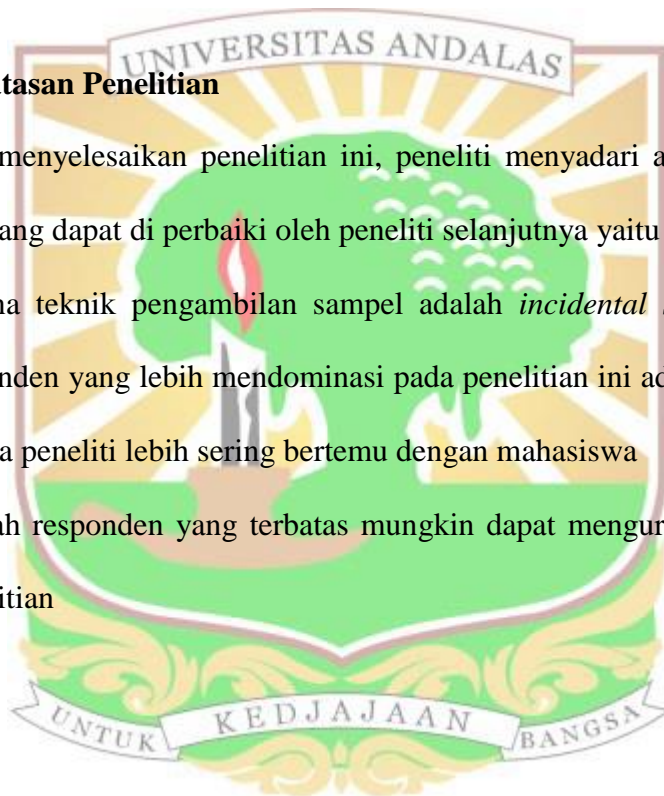 UNIVERSITAS ANDALAS
tasan Penelitian
menyelesaikan penelitian ini, peneliti menyadari a
ang dapat di perbaiki oleh peneliti selanjutnya yaitu
na teknik pengambilan sampel adalah incidental
nden yang lebih mendominasi pada penelitian ini ad
a peneliti lebih sering bertemu dengan mahasiswa
ah responden yang terbatas mungkin dapat mengur
itian
UNTUK KEDJAJAAN BANGSA